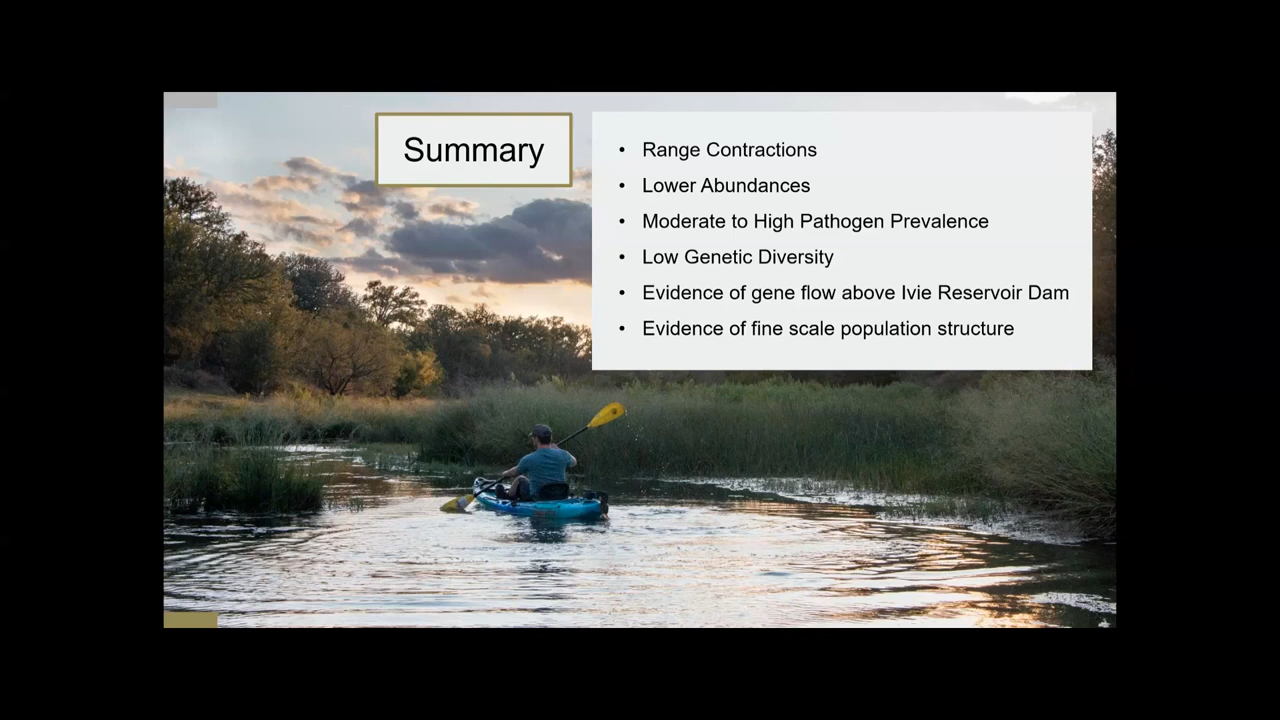 Summary
• Range Contractions
• Lower Abundances
• Moderate to High Pathogen Prevalence
• Low Genetic Diversity
• Evidence of gene flow above Ivie Reservoir Dam
• Evidence of fine scale population structure